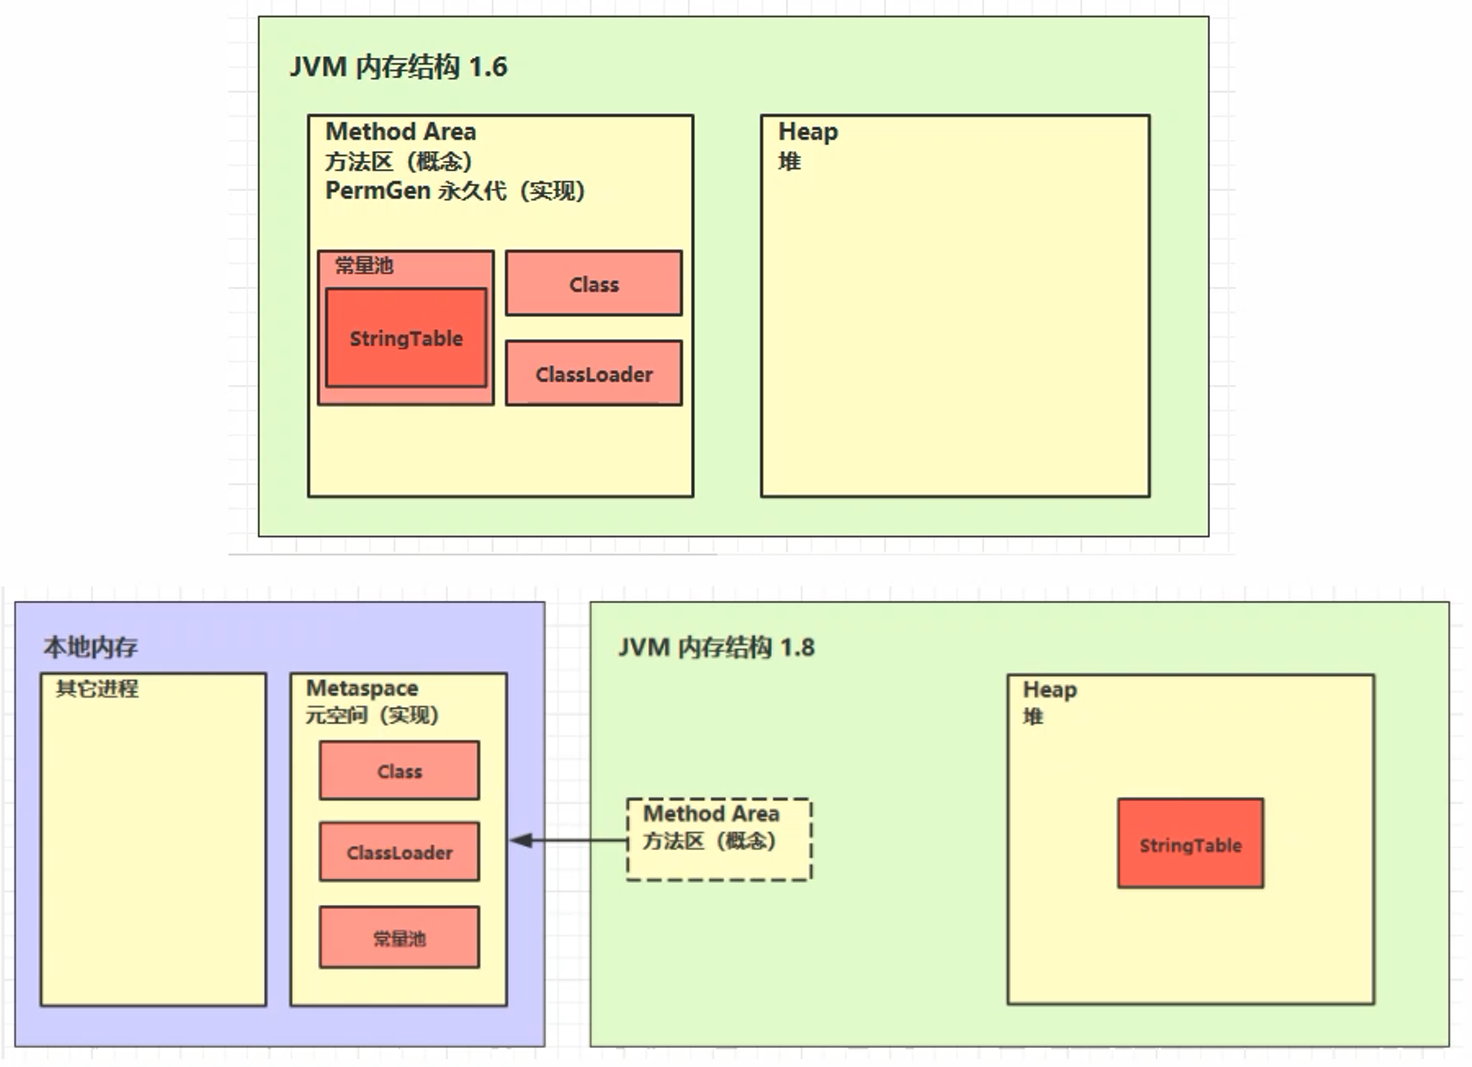 JVM 内存结构 1.6
Method Area
方法区（概念）
PermGen 永久代（实现）
常量池
StringTable
Class
ClassLoader
Heap
堆
本地内存
其它进程
Metaspace
元空间（实现）
Class
ClassLoader
常量池
JVM 内存结构 1.8
Method Area
方法区（概念）
Heap
堆
StringTable